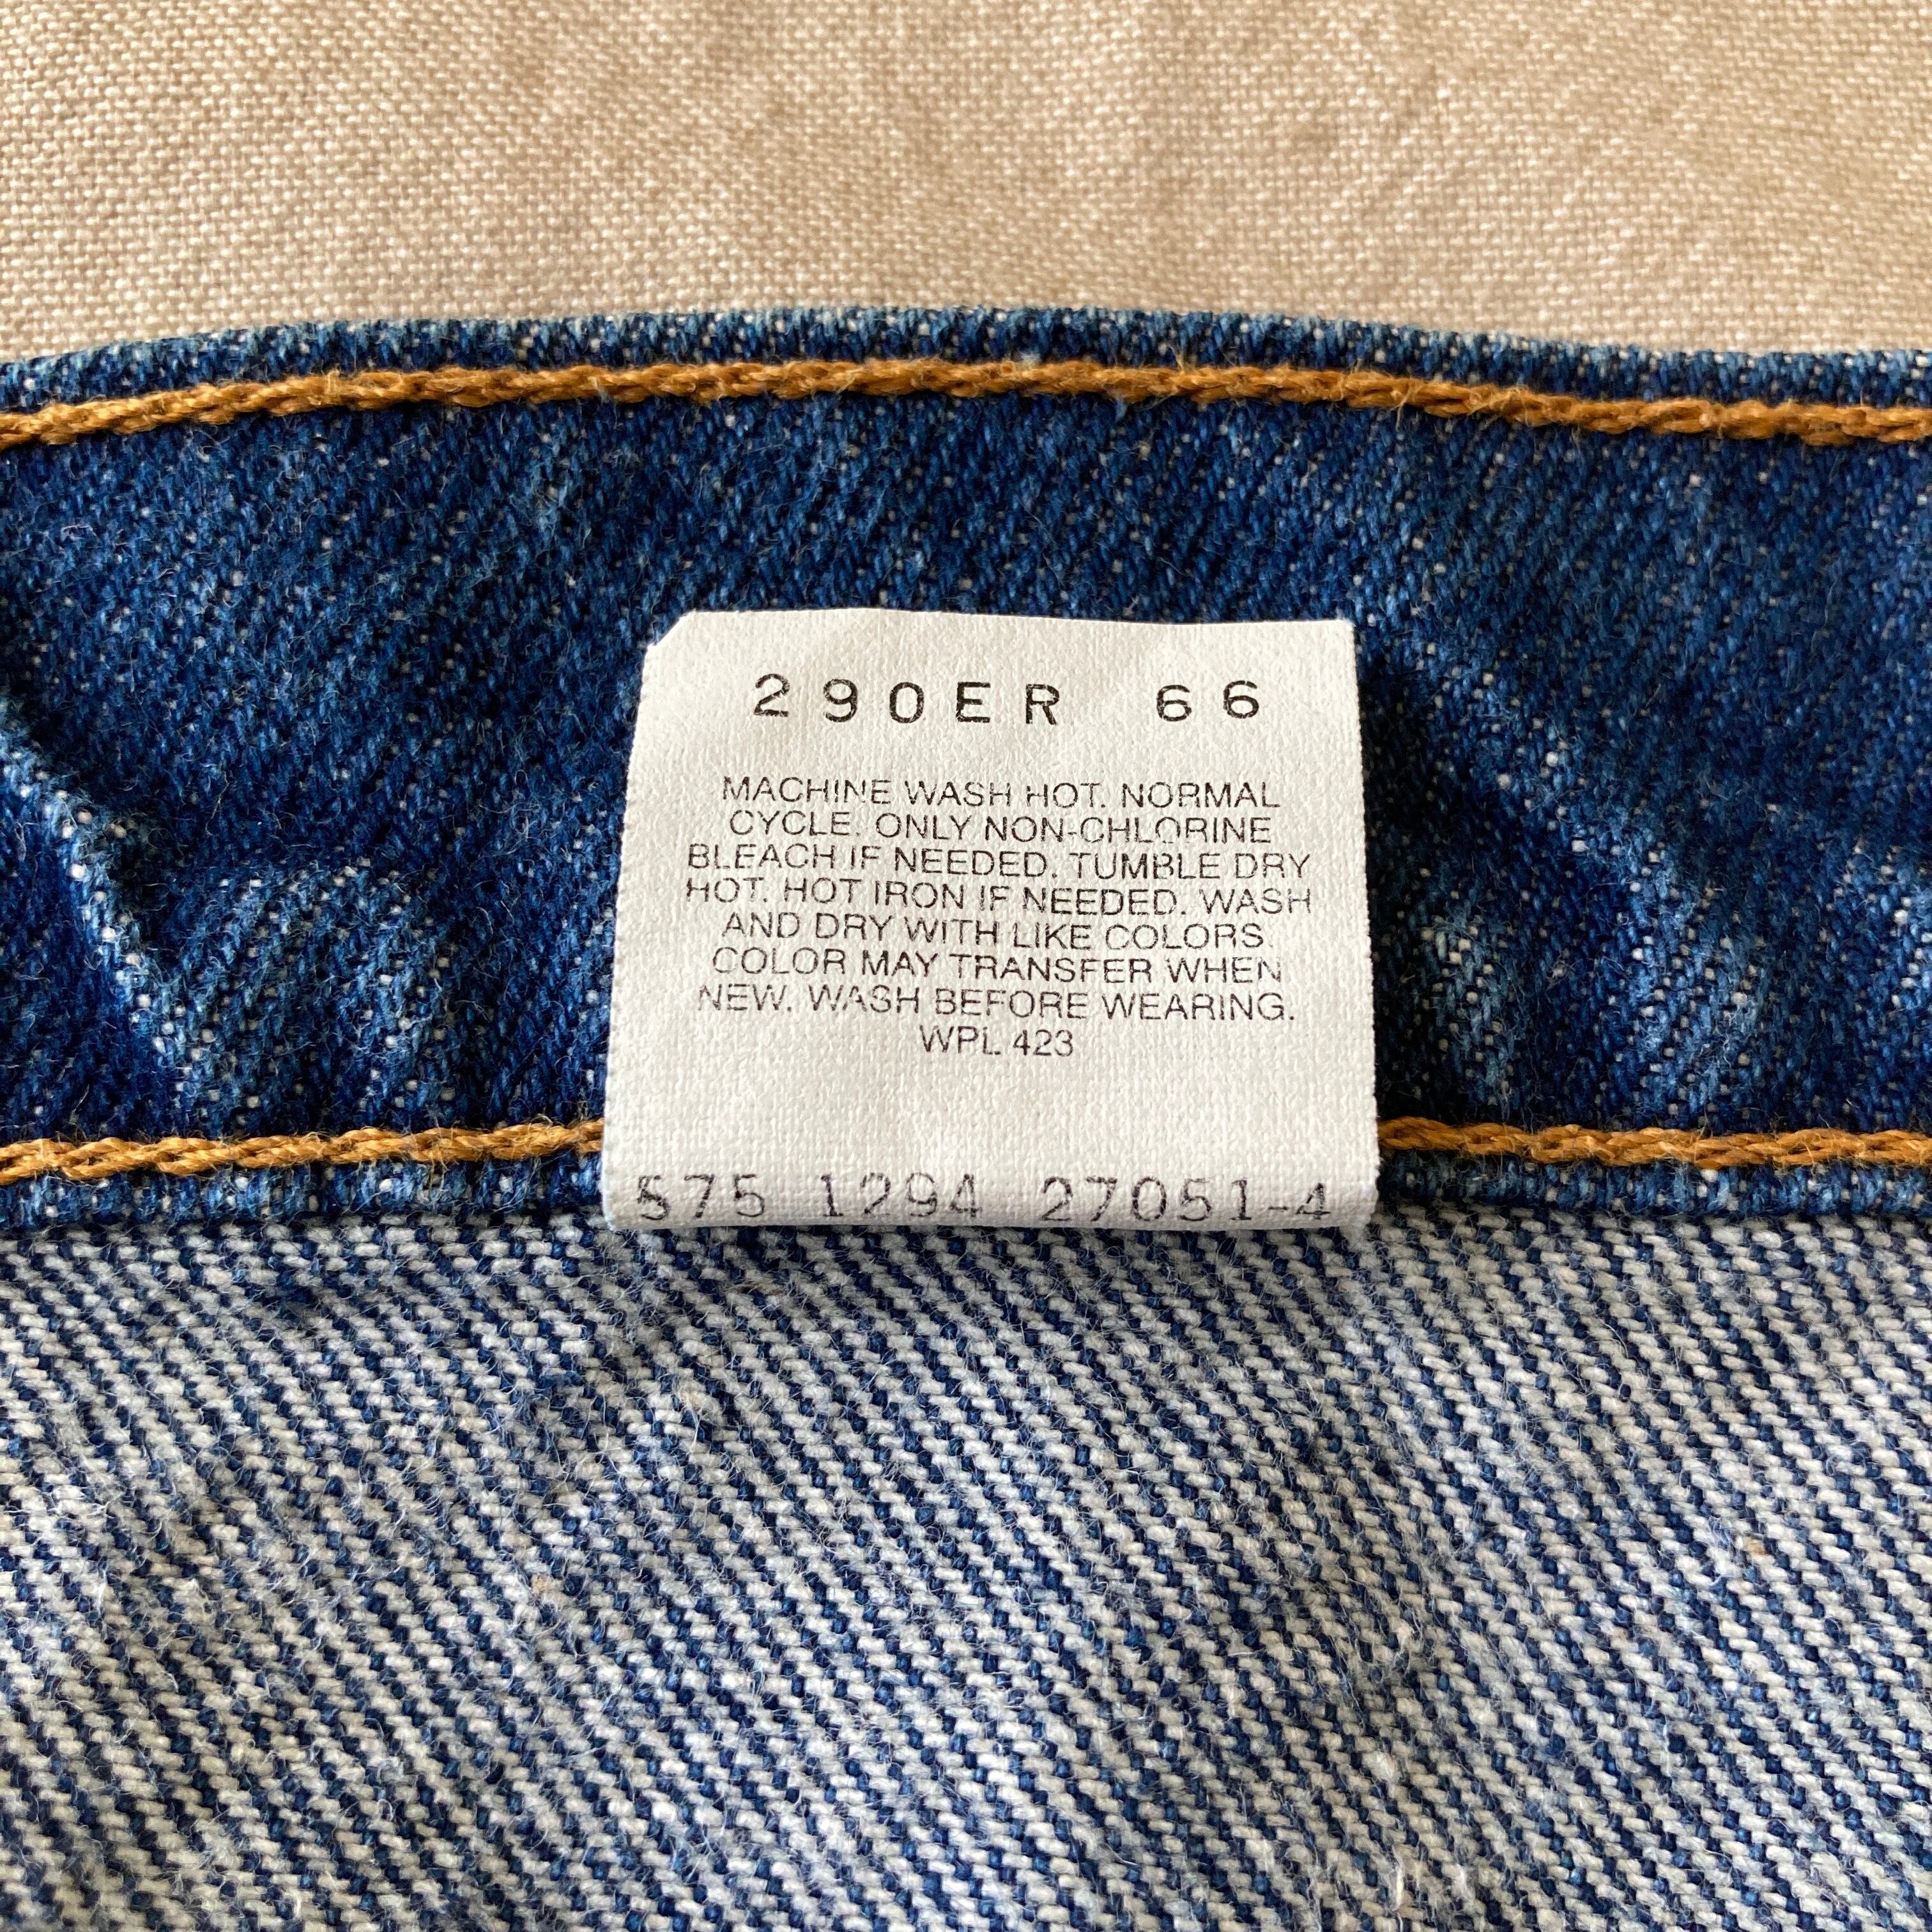 290ER 66
MACHINE WASH HOT. NORMAL
CYCLE. ONLY NON-CHLORINE
BLEACH IF NEEDED. TUMBLE DRY
HOT. HOT IRON IF NEEDED. WASH
AND DRY WITH LIKE COLORS.
COLOR MAY TRANSFER WHEN
NEW. WASH BEFORE WEARING.
WPL 423
575 1294 27051-4